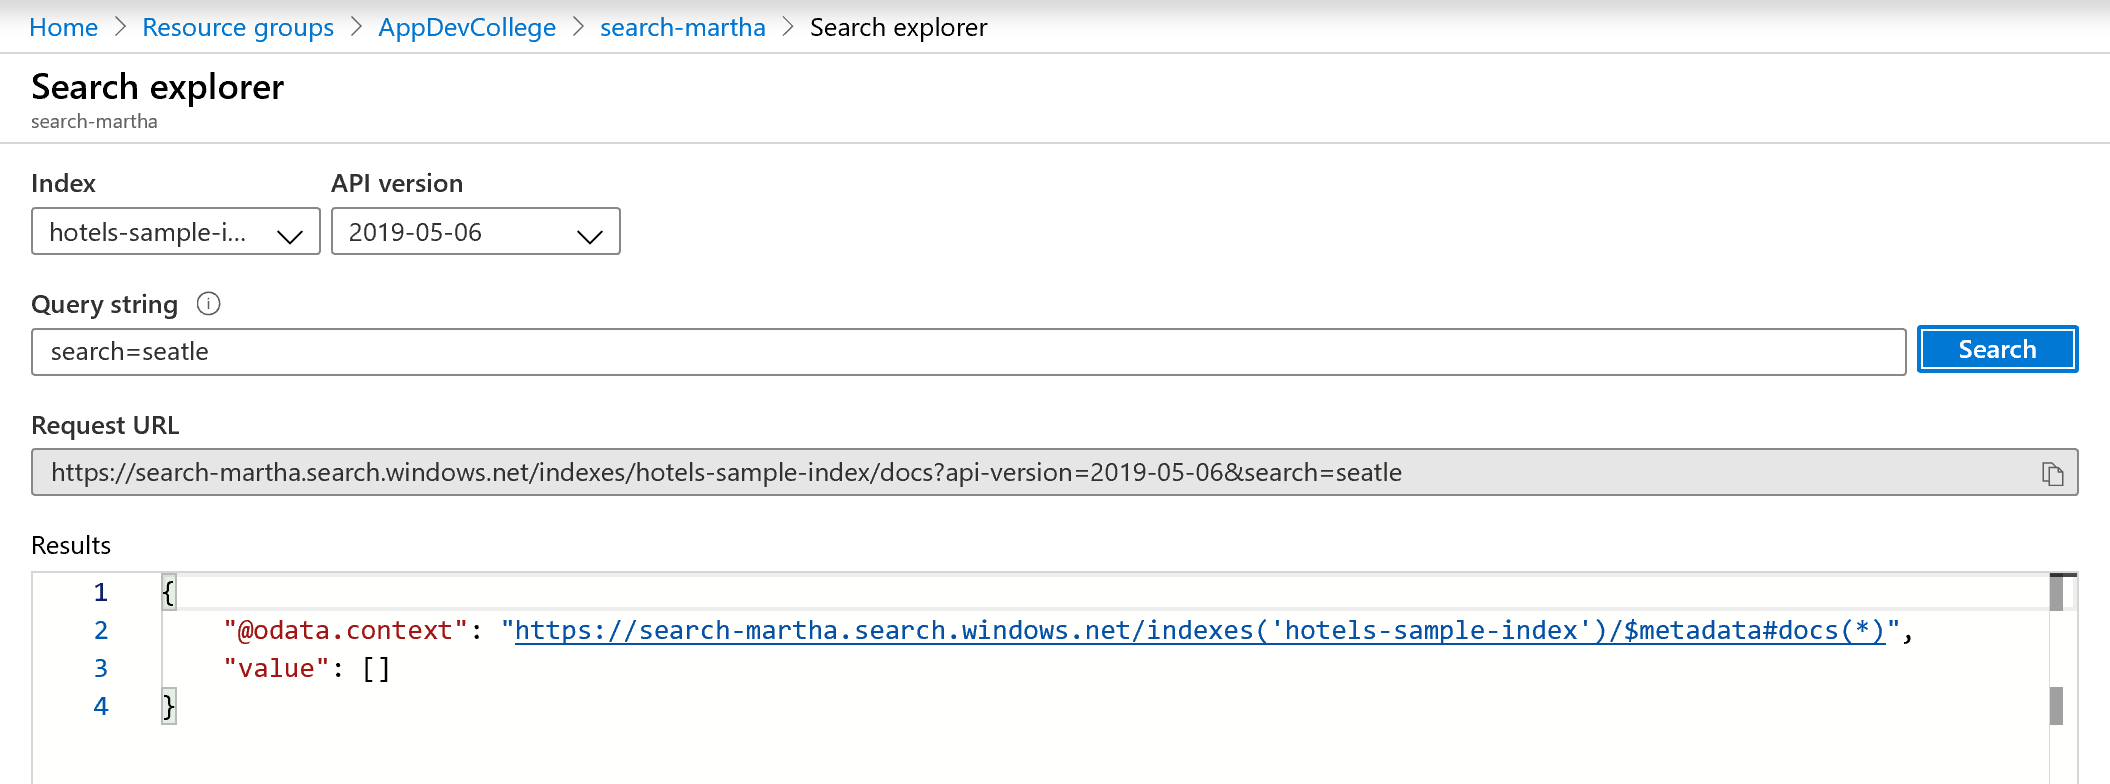 Home > Resource groups > AppDevCollege > search-martha > Search explorer
Search explorer
search-martha
Index API version
hotels-sample-i... 2019-05-06
Query string
search=seatle Search
Request URL
https://search-martha.search.windows.net/indexes/hotels-sample-index/docs?api-version=2019-05-06&search=seatle
Results
1 {
2 "@odata.context": "https://search-martha.search.windows.net/indexes('hotels-sample-index')/$metadata#docs(*)",
3 "value": []
4 }